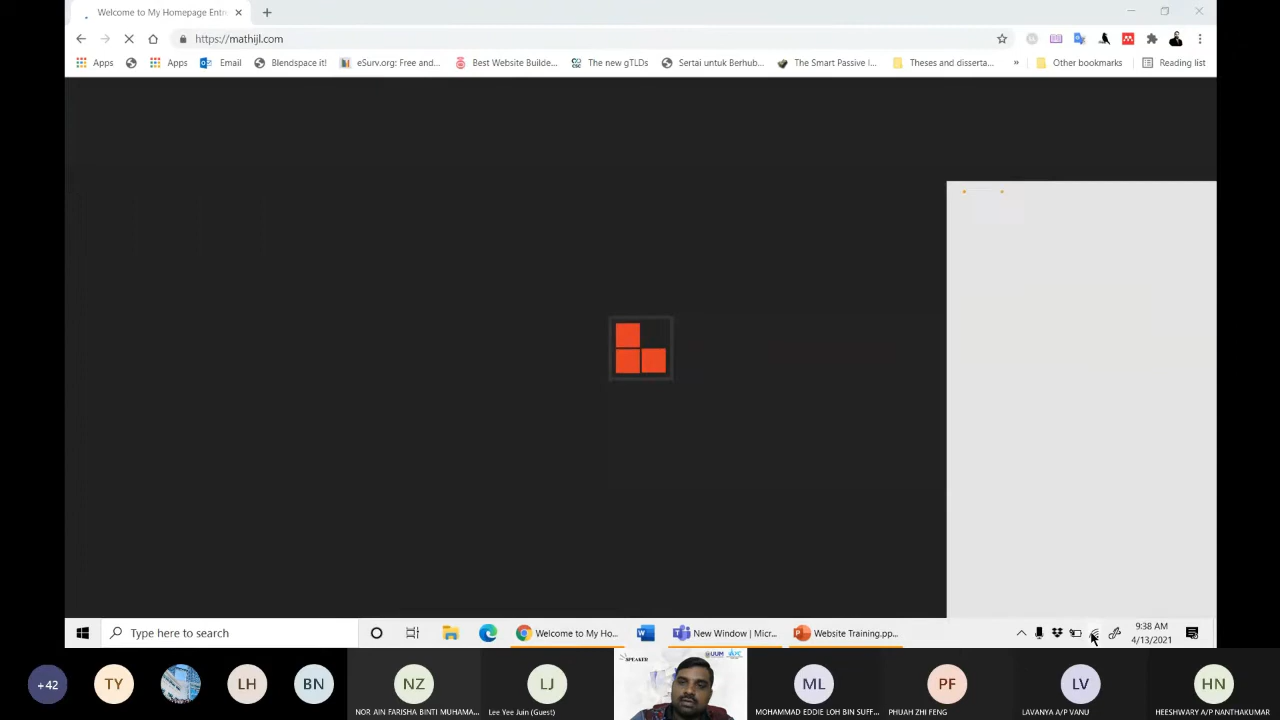 Welcome to My Homepage Entr
https://mathijl.com
Apps Apps Email Blendspace it! eSurv.org: Free and... Best Website Builde... The new gTLDs Sertai untuk Berhub... The Smart Passive I... Theses and disserta... » Other bookmarks Reading list
Type here to search Welcome to My Ho... New Window | Micr... Website Training.pp...
9:38 AM
4/13/2021
SPEAKER UUM
+42 TY LH BN NZ LJ ML PF LV HN
NOR AIN FARISHA BINTI MUHAMA... Lee Yee Juin (Guest) MOHAMMAD EDDIE LOH BIN SUFF... PHUAH ZHI FENG LAVANYA A/P VANU HEESHWARY A/P NANTHAKUMAR